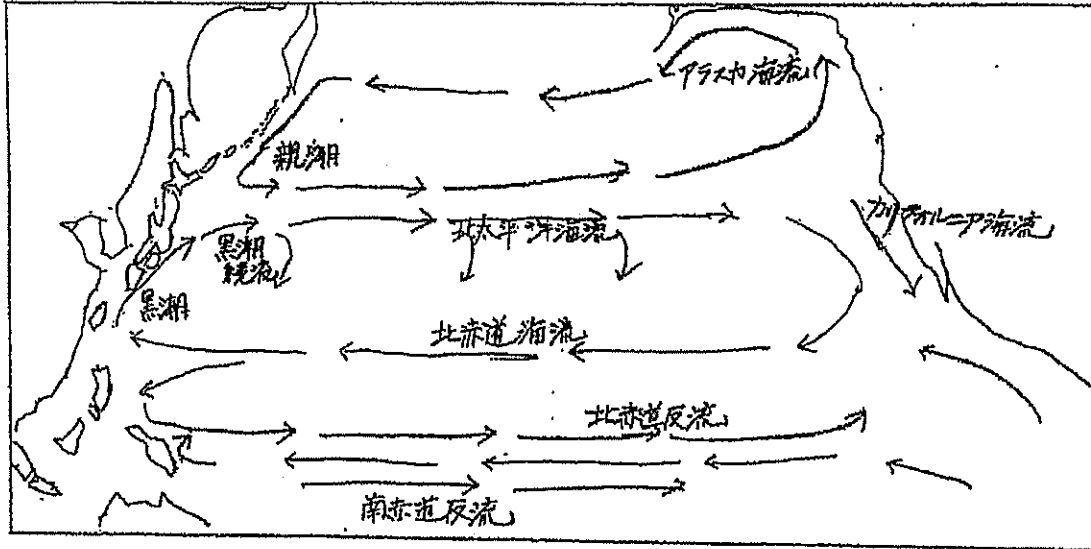 アラスカ海流
親潮
カリフォルニア海流
北太平洋海流
黒潮
続流
黒潮
北赤道海流
北赤道反流
南赤道反流